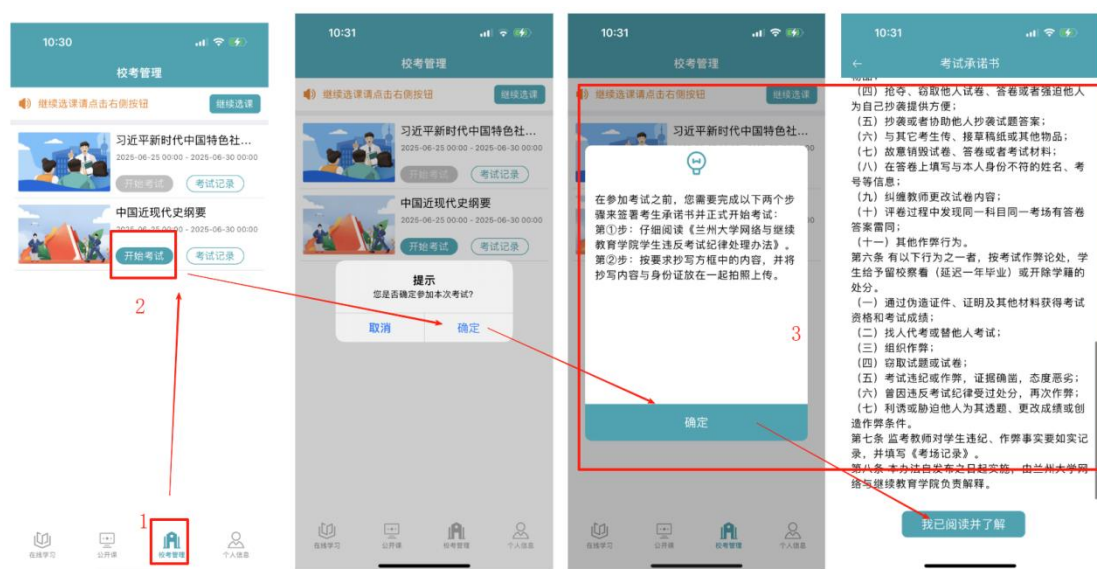 10:30
校考管理
继续选课请点击右侧按钮
继续选课
习近平新时代中国特色社...
2025-06-25 00:00 - 2025-06-30 00:00
开始考试
考试记录
中国近现代史纲要
2025-06-25 00:00 - 2025-06-30 00:00
开始考试
考试记录
2
1
在线学习
公开课
校考管理
个人信息
10:31
校考管理
继续选课请点击右侧按钮
继续选课
习近平新时代中国特色社...
2025-06-25 00:00 - 2025-06-30 00:00
开始考试
考试记录
中国近现代史纲要
2025-06-25 00:00 - 2025-06-30 00:00
开始考试
考试记录
提示
您是否确定参加本次考试?
取消
确定
在线学习
公开课
校考管理
个人信息
10:31
校考管理
继续选课请点击右侧按钮
继续选课
习近平新时代中国特色社...
在参加考试之前，您需要完成以下两个步
骤来签署考生承诺书并正式开始考试：
第①步：仔细阅读《兰州大学网络与继续
教育学院学生违反考试纪律处理办法》。
第②步：按要求抄写方框中的内容，并将
抄写内容与身份证放在一起拍照上传。
3
确定
在线学习
公开课
校考管理
个人信息
10:31
考试承诺书
（四）抢夺、窃取他人试卷、答卷或者强迫他人
为自己抄袭提供方便；
（五）抄袭或者协助他人抄袭试题答案；
（六）与其它考生传、接草稿纸或其他物品；
（七）故意销毁试卷、答卷或者考试材料；
（八）在答卷上填写与本人身份不符的姓名、考
号等信息；
（九）纠缠教师更改试卷内容；
（十）评卷过程中发现同一科目同一考场有答卷
答案雷同；
（十一）其他作弊行为。
第六条 有以下行为之一者，按考试作弊论处，学
生给予留校察看（延迟一年毕业）或开除学籍的
处分。
（一）通过伪造证件、证明及其他材料获得考试
资格和考试成绩；
（二）找人代考或替他人考试；
（三）组织作弊；
（四）窃取试题或试卷；
（五）考试违纪或作弊，证据确凿，态度恶劣；
（六）曾因违反考试纪律受过处分，再次作弊；
（七）利诱或胁迫他人为其透题、更改成绩或创
造作弊条件。
第七条 监考教师对学生违纪、作弊事实要如实记
录，并填写《考场记录》。
第八条 本办法自发布之日起实施，由兰州大学网
络与继续教育学院负责解释。
我已阅读并了解